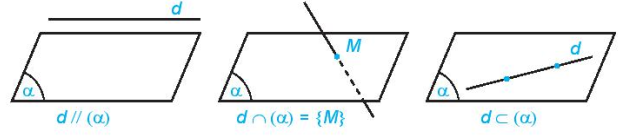 d
α
d // (α)
M
α
d ∩ (α) = {M}
d
α
d ⊂ (α)